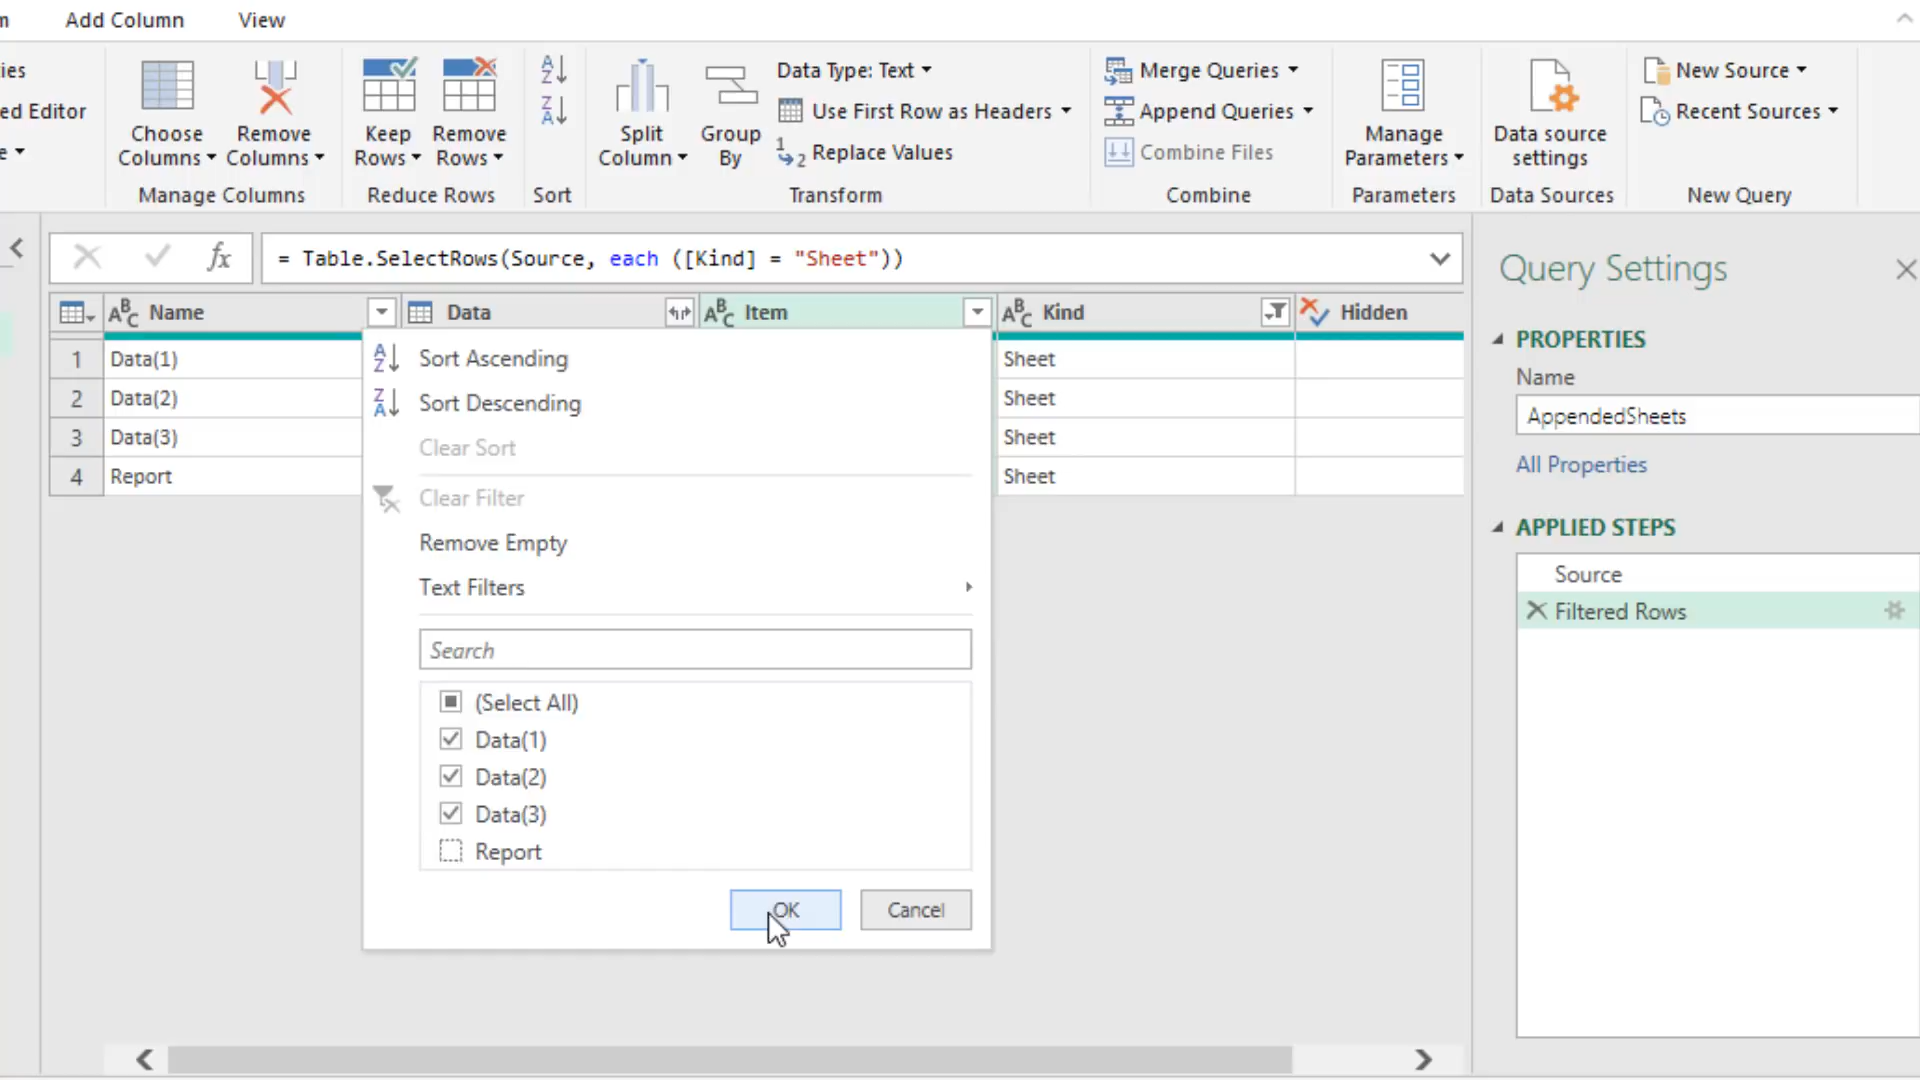 Add Column
View
ies
ed Editor
Choose
Columns
Remove
Columns
Manage Columns
Keep
Rows
Remove
Rows
Reduce Rows
Sort
Split
Column
Group
By
Data Type: Text
Use First Row as Headers
Replace Values
Transform
Merge Queries
Append Queries
Combine Files
Combine
Manage
Parameters
Parameters
Data source
settings
Data Sources
New Source
Recent Sources
New Query
fx
= Table.SelectRows(Source, each ([Kind] = "Sheet"))
ABC Name
Data
ABC Item
ABC Kind
Hidden
1 Data(1) Sheet
2 Data(2) Sheet
3 Data(3) Sheet
4 Report Sheet
Sort Ascending
Sort Descending
Clear Sort
Clear Filter
Remove Empty
Text Filters
Search
(Select All)
Data(1)
Data(2)
Data(3)
Report
OK
Cancel
Query Settings
PROPERTIES
Name
AppendedSheets
All Properties
APPLIED STEPS
Source
Filtered Rows